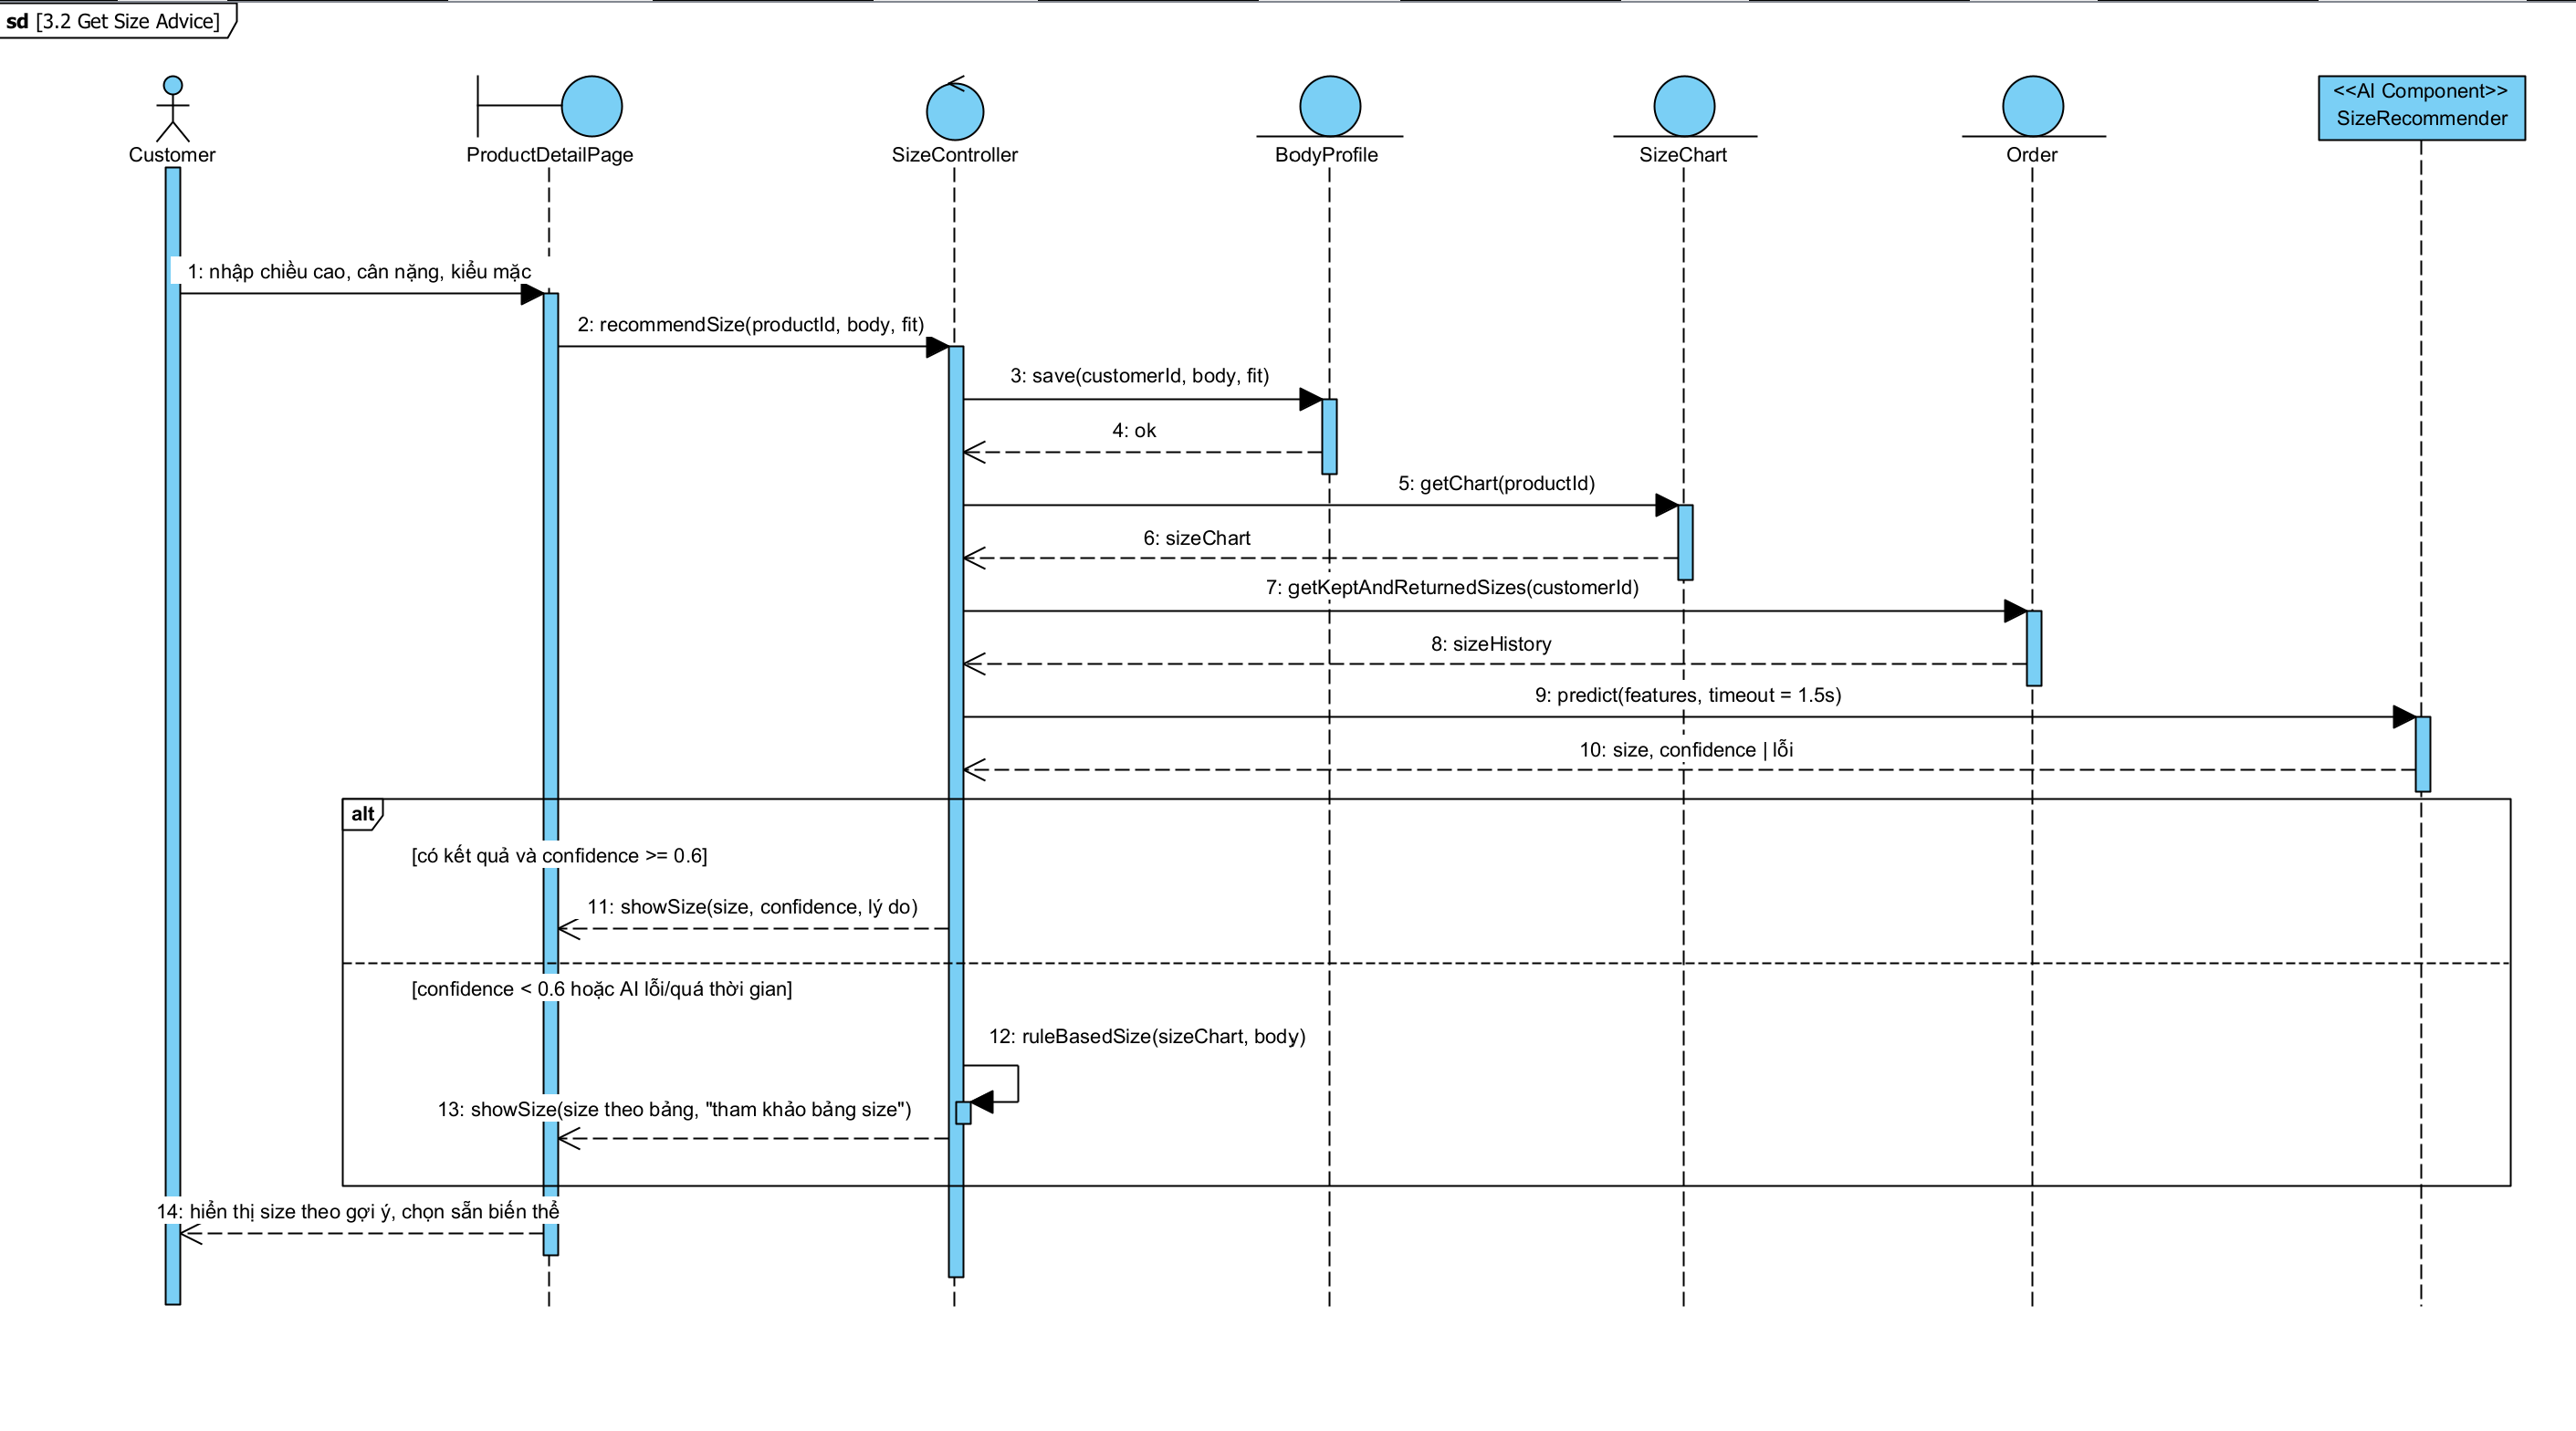 sd [3.2 Get Size Advice]
Customer
ProductDetailPage
SizeController
BodyProfile
SizeChart
Order
<<AI Component>>
SizeRecommender
1: nhập chiều cao, cân nặng, kiểu mặc
2: recommendSize(productId, body, fit)
3: save(customerId, body, fit)
4: ok
5: getChart(productId)
6: sizeChart
7: getKeptAndReturnedSizes(customerId)
8: sizeHistory
9: predict(features, timeout = 1.5s)
10: size, confidence | lỗi
alt
[có kết quả và confidence >= 0.6]
11: showSize(size, confidence, lý do)
[confidence < 0.6 hoặc AI lỗi/quá thời gian]
12: ruleBasedSize(sizeChart, body)
13: showSize(size theo bảng, "tham khảo bảng size")
14: hiển thị size theo gợi ý, chọn sẵn biến thể